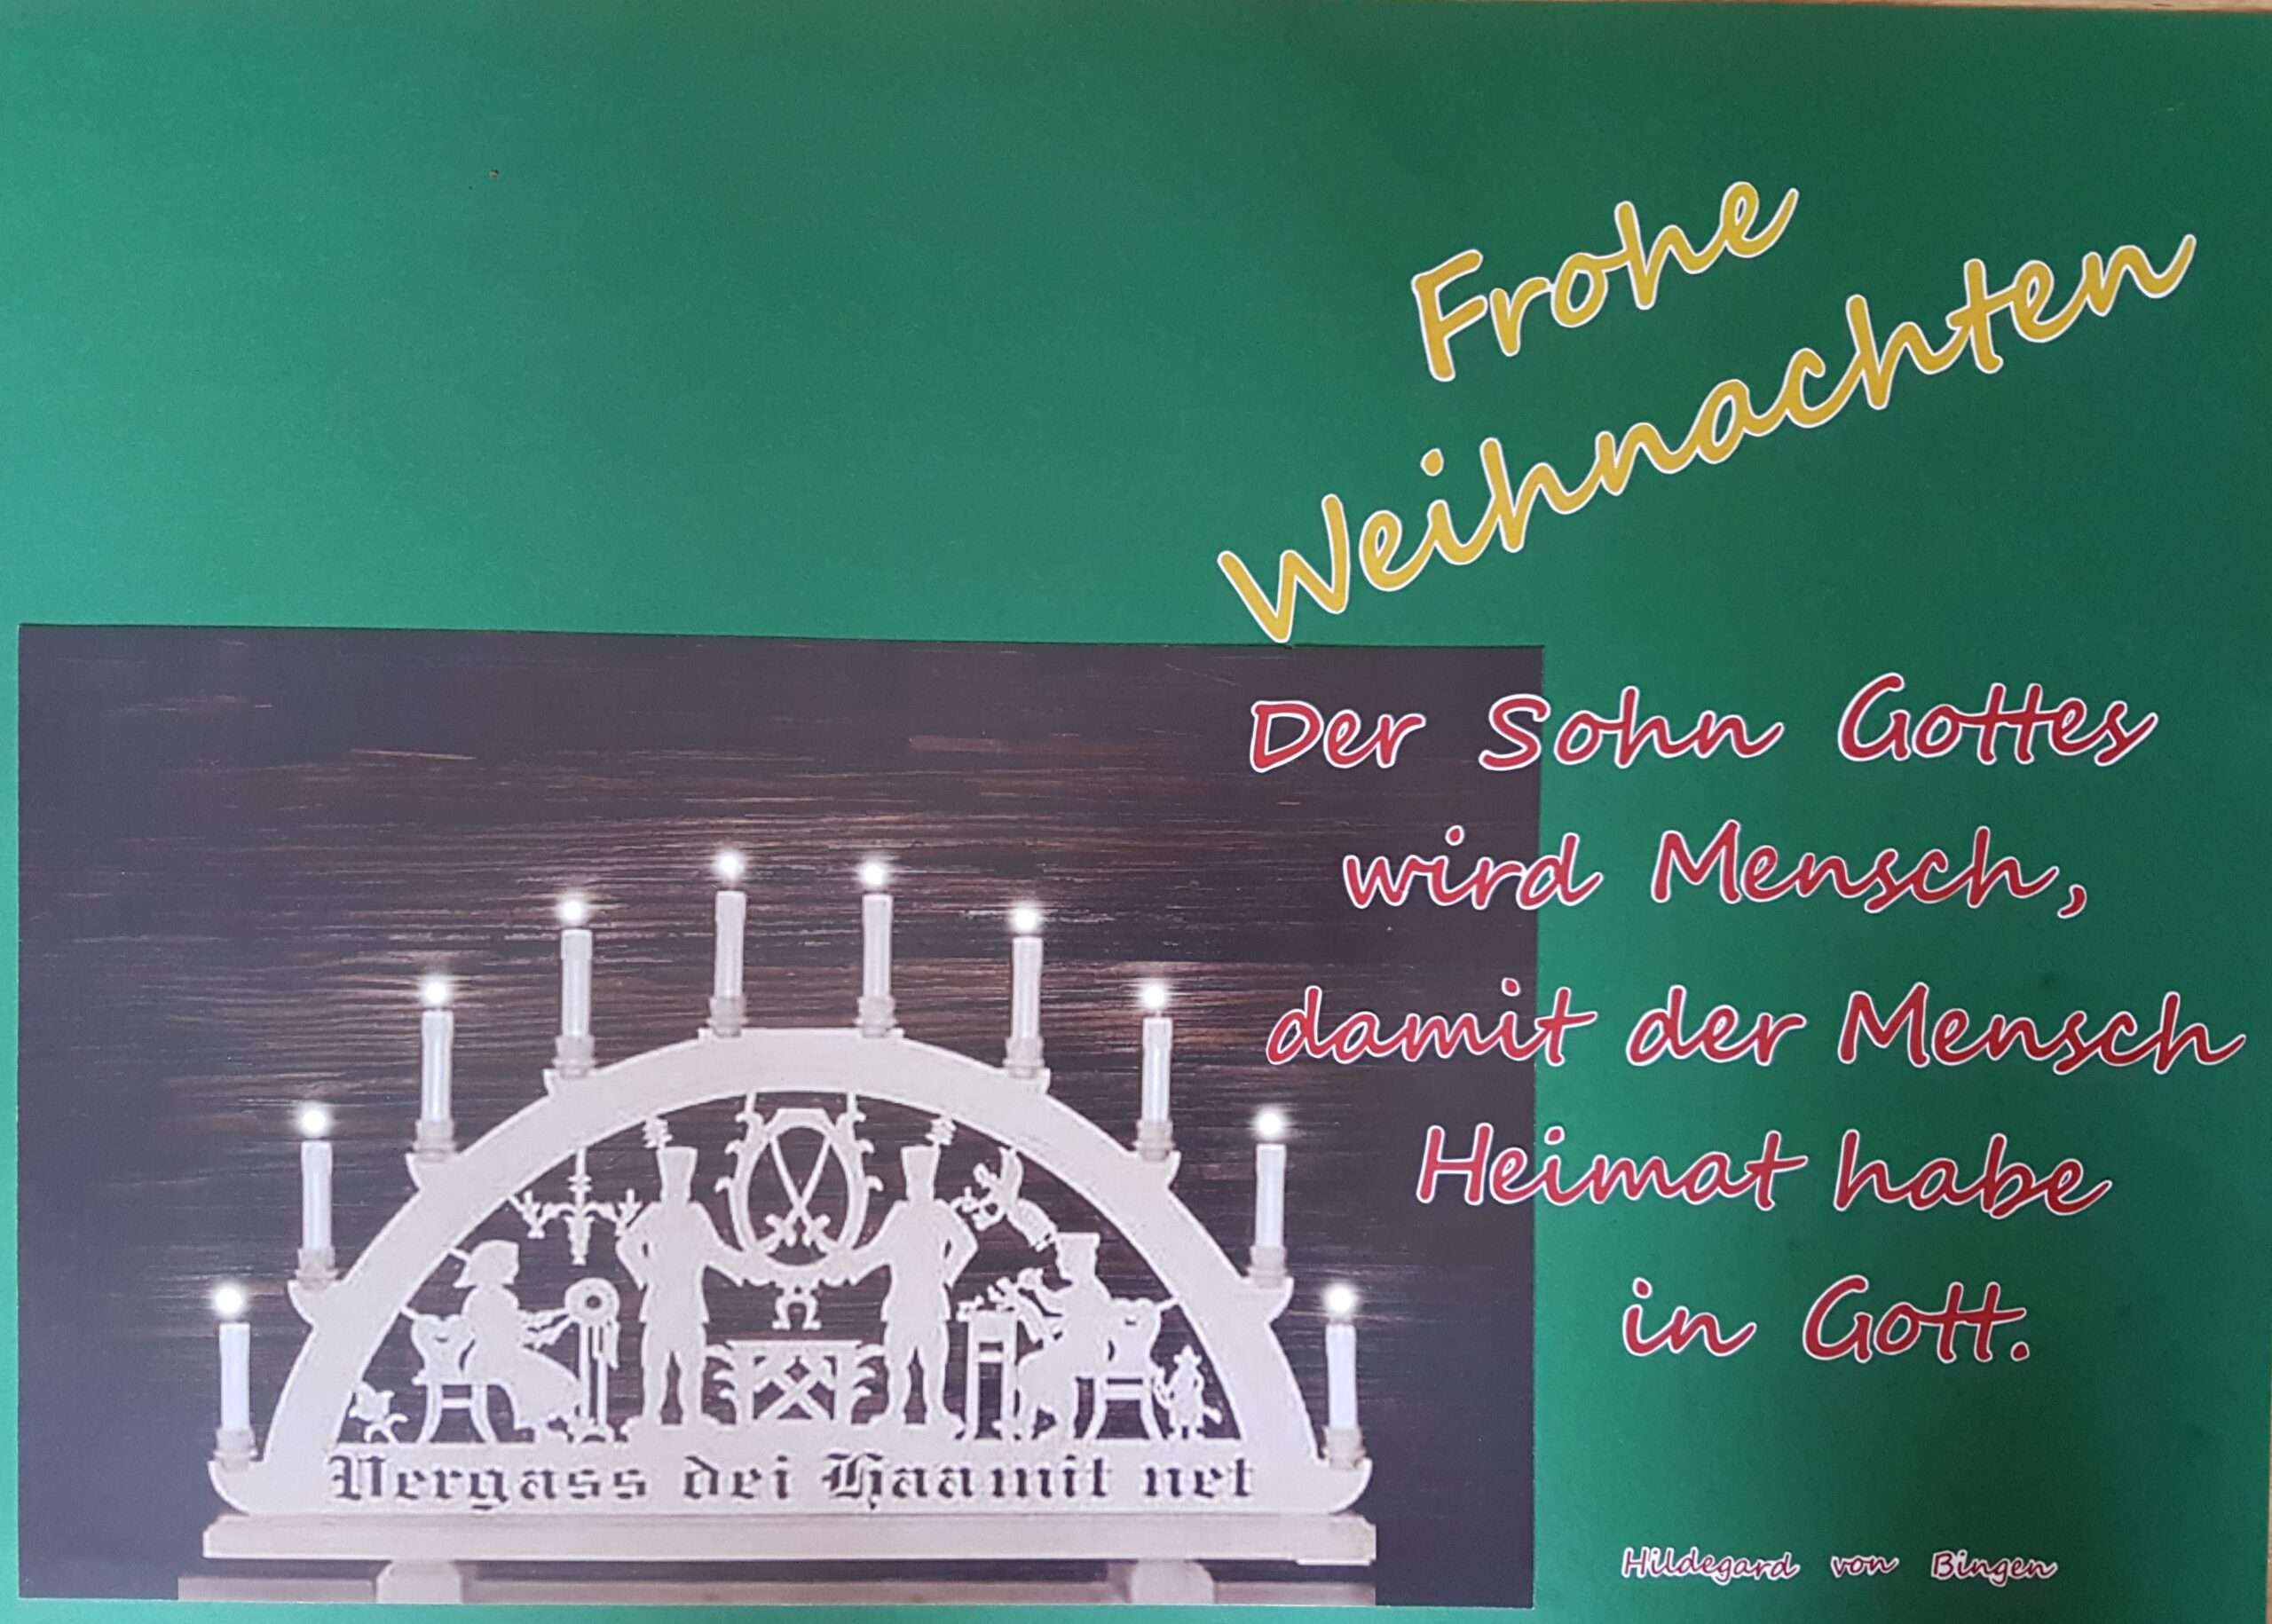 Frohe
Weihnachten
Der Sohn Gottes
wird Mensch,
damit der Mensch
Heimat habe
in Gott.
Vergass dei Haamit net
Hildegard von Bingen